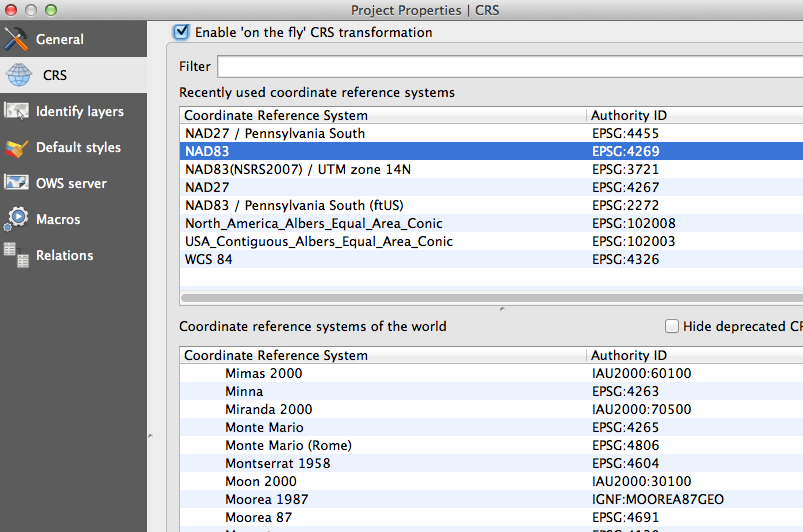 Project Properties | CRS
General
CRS
Identify layers
Default styles
OWS server
Macros
Relations
Enable 'on the fly' CRS transformation
Filter
Recently used coordinate reference systems
Coordinate Reference System Authority ID
NAD27 / Pennsylvania South EPSG:4455
NAD83 EPSG:4269
NAD83(NSRS2007) / UTM zone 14N EPSG:3721
NAD27 EPSG:4267
NAD83 / Pennsylvania South (ftUS) EPSG:2272
North_America_Albers_Equal_Area_Conic EPSG:102008
USA_Contiguous_Albers_Equal_Area_Conic EPSG:102003
WGS 84 EPSG:4326
Coordinate reference systems of the world Hide deprecated CR
Coordinate Reference System Authority ID
Mimas 2000 IAU2000:60100
Minna EPSG:4263
Miranda 2000 IAU2000:70500
Monte Mario EPSG:4265
Monte Mario (Rome) EPSG:4806
Montserrat 1958 EPSG:4604
Moon 2000 IAU2000:30100
Moorea 1987 IGNF:MOOREA87GEO
Moorea 87 EPSG:4691